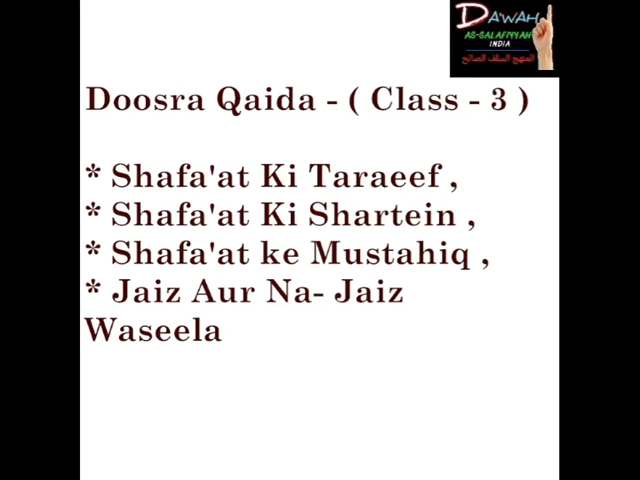 DA'WAH
AS-SALAFIYYAH
INDIA
المنهج السلف الصالح
Doosra Qaida - ( Class - 3 )
* Shafa'at Ki Taraeef ,
* Shafa'at Ki Shartein ,
* Shafa'at ke Mustahiq ,
* Jaiz Aur Na- Jaiz
Waseela